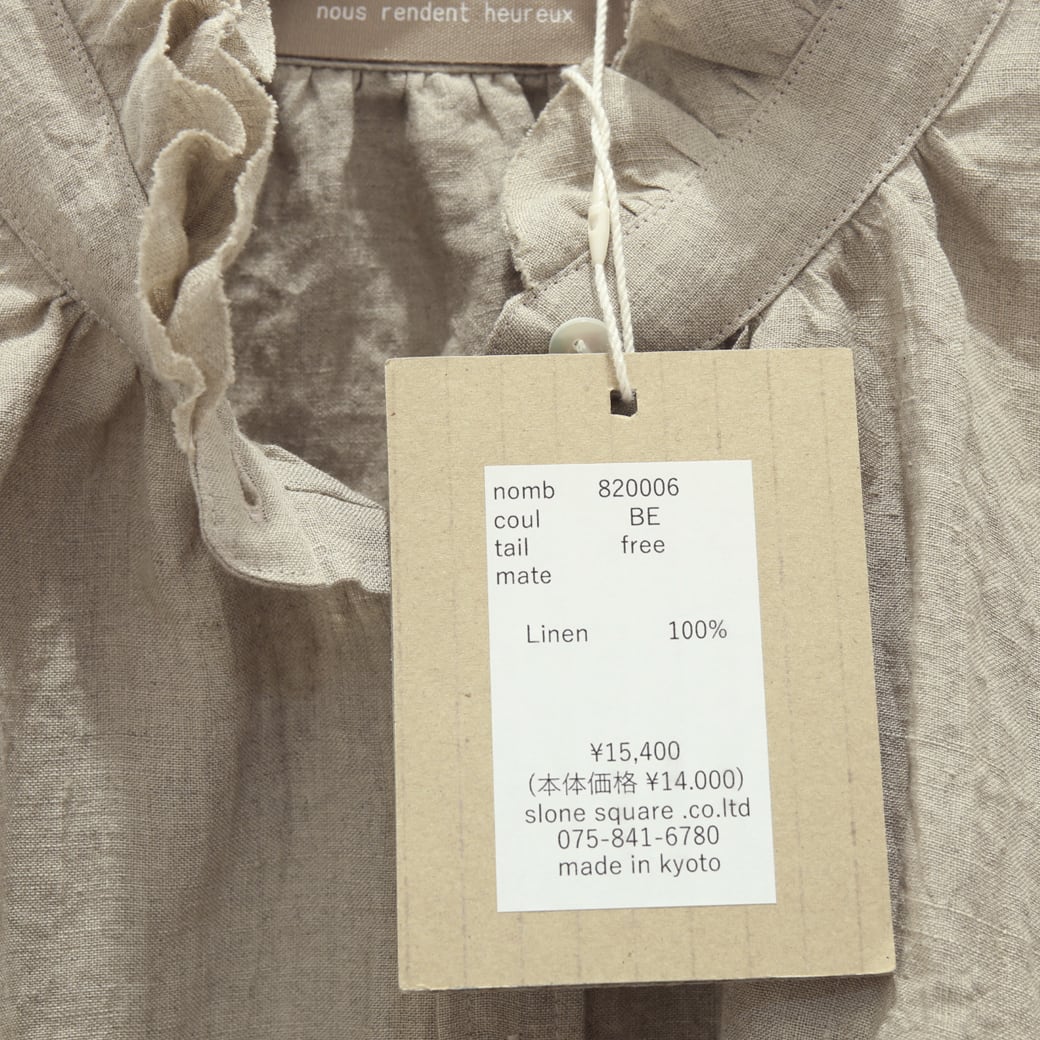 nous rendent heureux
nomb 820006
coul BE
tail free
mate
Linen 100%
¥15,400
(本体価格 ¥14.000)
slone square .co.ltd
075-841-6780
made in kyoto